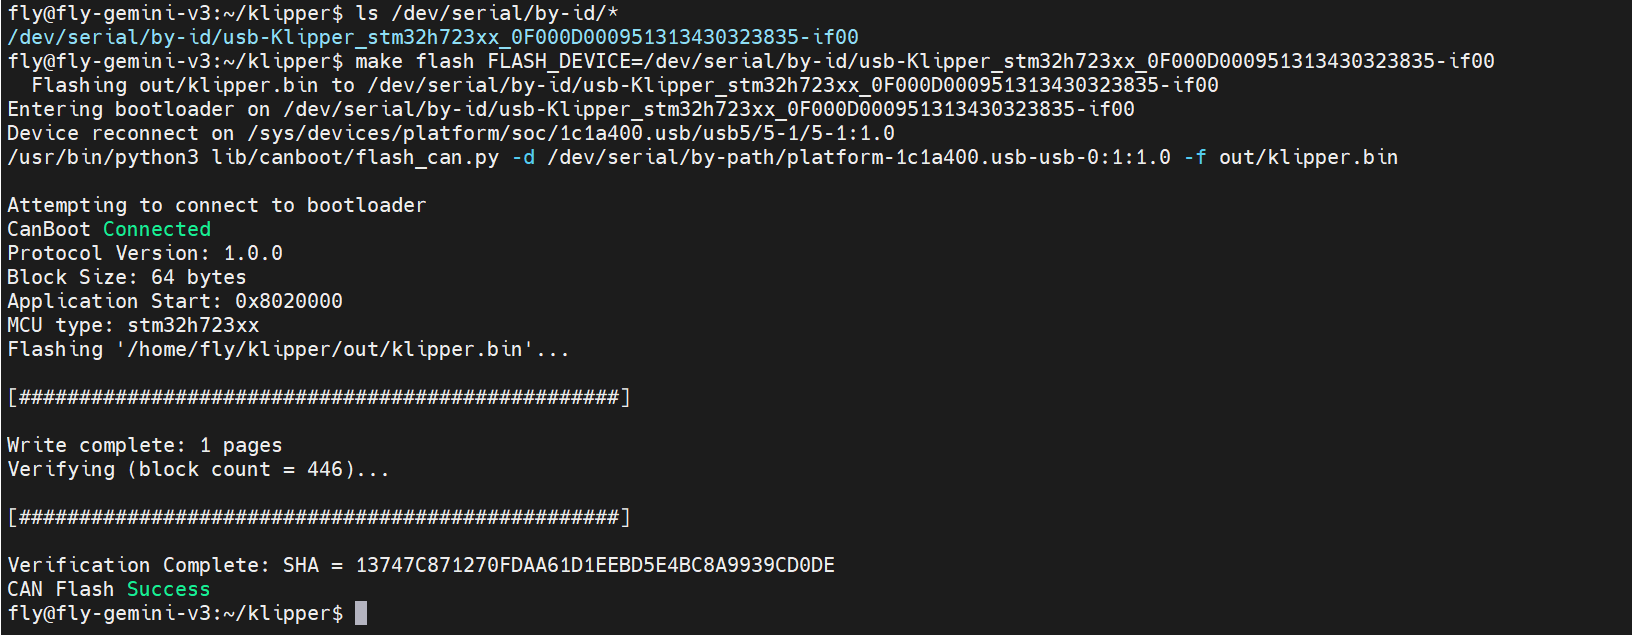 fly@fly-gemini-v3:~/klipper$ ls /dev/serial/by-id/*
/dev/serial/by-id/usb-Klipper_stm32h723xx_0F000D000951313430323835-if00
fly@fly-gemini-v3:~/klipper$ make flash FLASH_DEVICE=/dev/serial/by-id/usb-Klipper_stm32h723xx_0F000D000951313430323835-if00
  Flashing out/klipper.bin to /dev/serial/by-id/usb-Klipper_stm32h723xx_0F000D000951313430323835-if00
Entering bootloader on /dev/serial/by-id/usb-Klipper_stm32h723xx_0F000D000951313430323835-if00
Device reconnect on /sys/devices/platform/soc/1c1a400.usb/usb5/5-1/5-1:1.0
/usr/bin/python3 lib/canboot/flash_can.py -d /dev/serial/by-path/platform-1c1a400.usb-usb-0:1:1.0 -f out/klipper.bin
Attempting to connect to bootloader
CanBoot Connected
Protocol Version: 1.0.0
Block Size: 64 bytes
Application Start: 0x8020000
MCU type: stm32h723xx
Flashing '/home/fly/klipper/out/klipper.bin'...
[##################################################]
Write complete: 1 pages
Verifying (block count = 446)...
[##################################################]
Verification Complete: SHA = 13747C871270FDAA61D1EEBD5E4BC8A9939CD0DE
CAN Flash Success
fly@fly-gemini-v3:~/klipper$